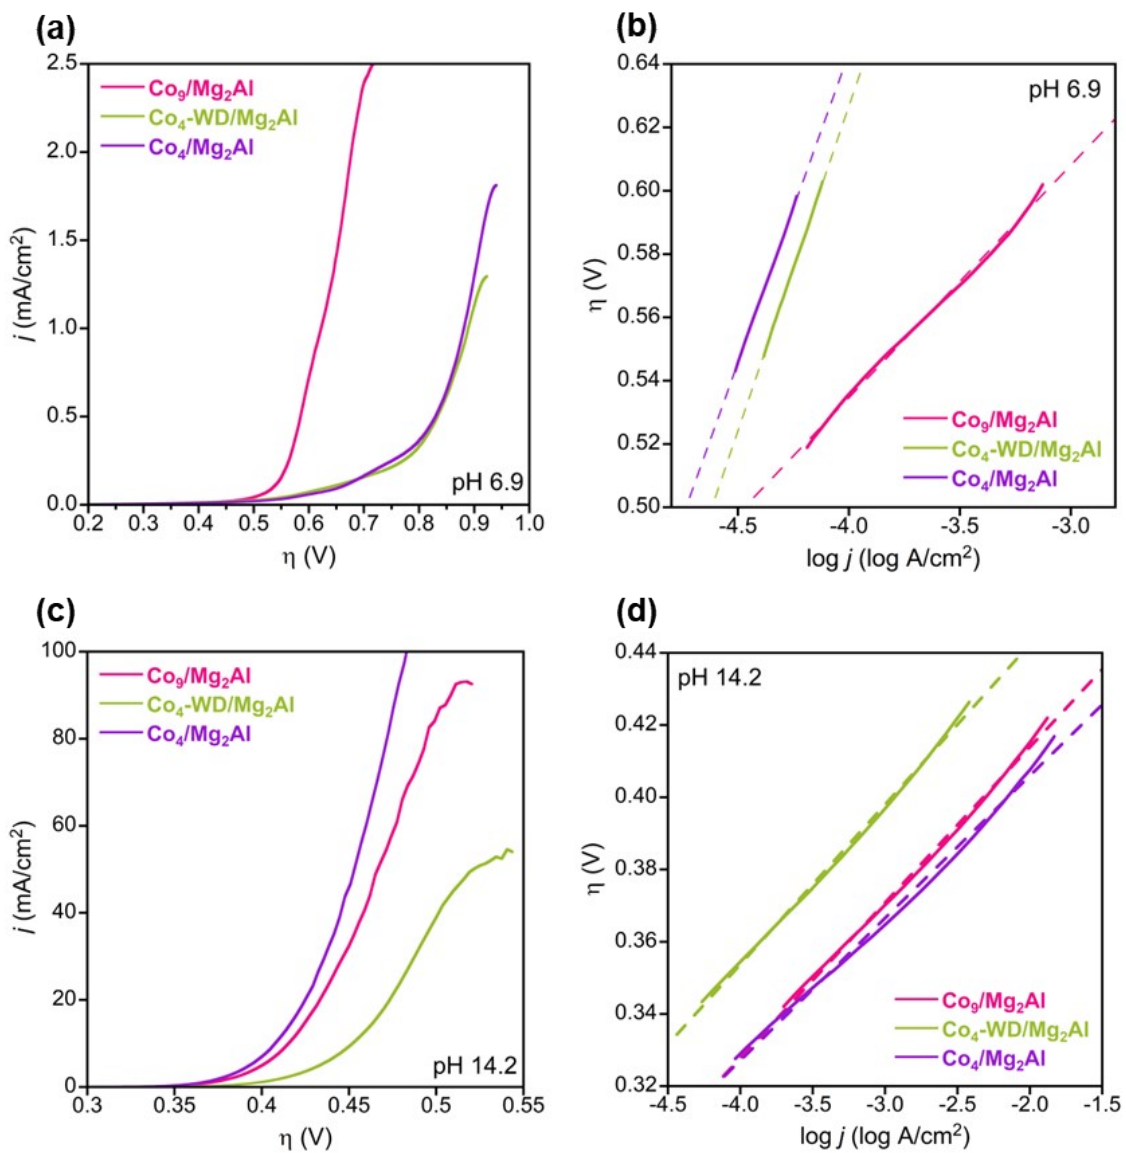 (a)
2.5
2.0
1.5
1.0
0.5
0.0
j (mA/cm²)
Co₉/Mg₂Al
Co₄-WD/Mg₂Al
Co₄/Mg₂Al
pH 6.9
0.2 0.3 0.4 0.5 0.6 0.7 0.8 0.9 1.0
η (V)
(b)
0.64
0.62
0.60
0.58
0.56
0.54
0.52
0.50
η (V)
pH 6.9
Co₉/Mg₂Al
Co₄-WD/Mg₂Al
Co₄/Mg₂Al
-4.5 -4.0 -3.5 -3.0
log j (log A/cm²)
(c)
100
80
60
40
20
0
j (mA/cm²)
Co₉/Mg₂Al
Co₄-WD/Mg₂Al
Co₄/Mg₂Al
pH 14.2
0.3 0.35 0.4 0.45 0.5 0.55
η (V)
(d)
0.44
0.42
0.40
0.38
0.36
0.34
0.32
η (V)
pH 14.2
Co₉/Mg₂Al
Co₄-WD/Mg₂Al
Co₄/Mg₂Al
-4.5 -4.0 -3.5 -3.0 -2.5 -2.0 -1.5
log j (log A/cm²)